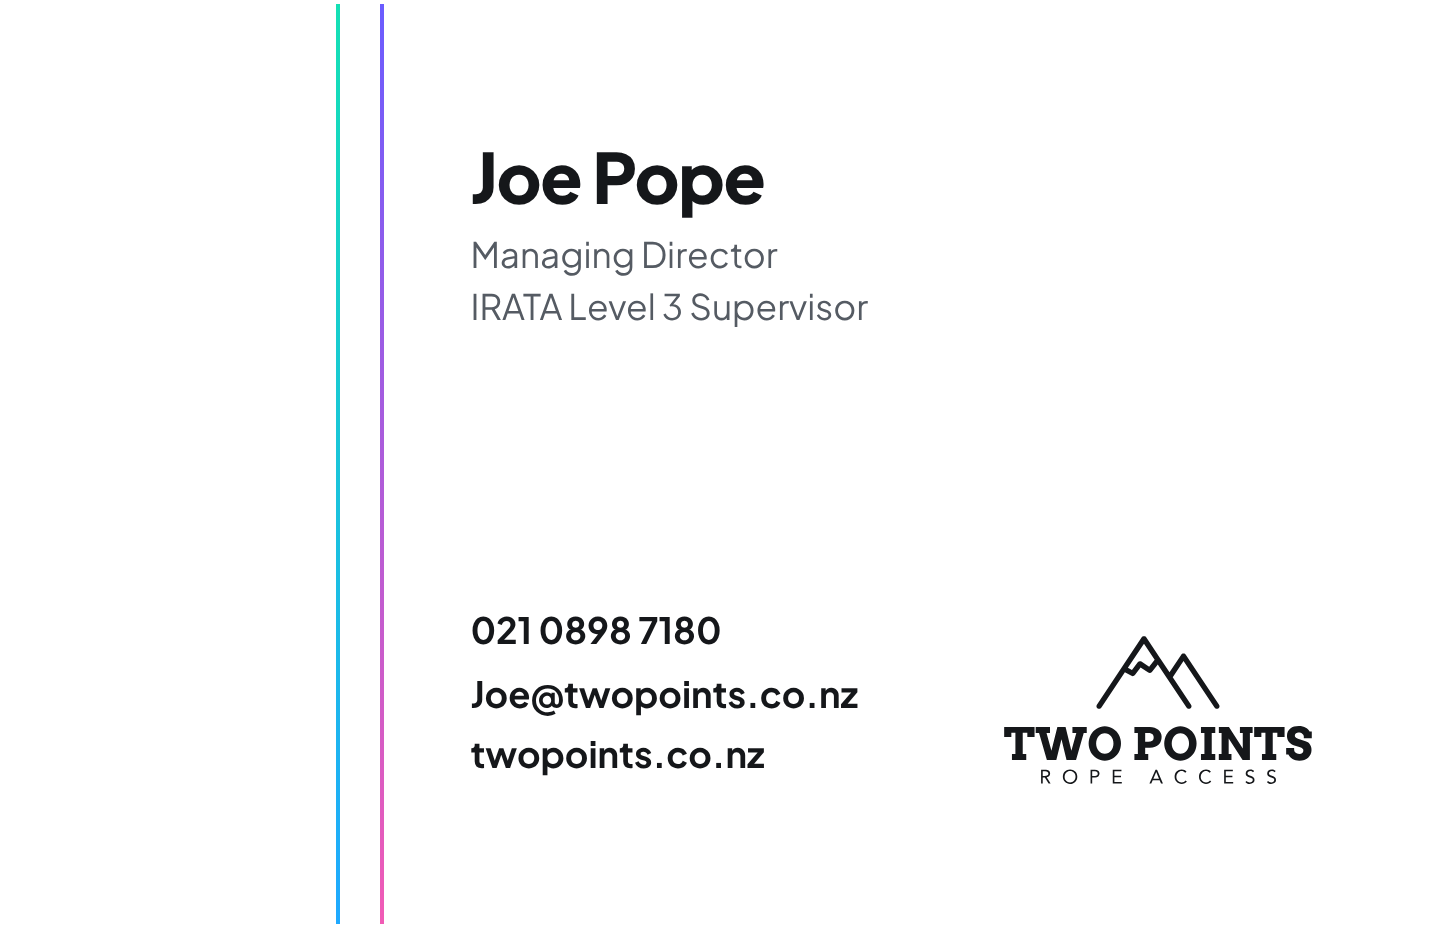 Joe Pope
Managing Director
IRATA Level 3 Supervisor
021 0898 7180
Joe@twopoints.co.nz
twopoints.co.nz
TWO POINTS
ROPE ACCESS